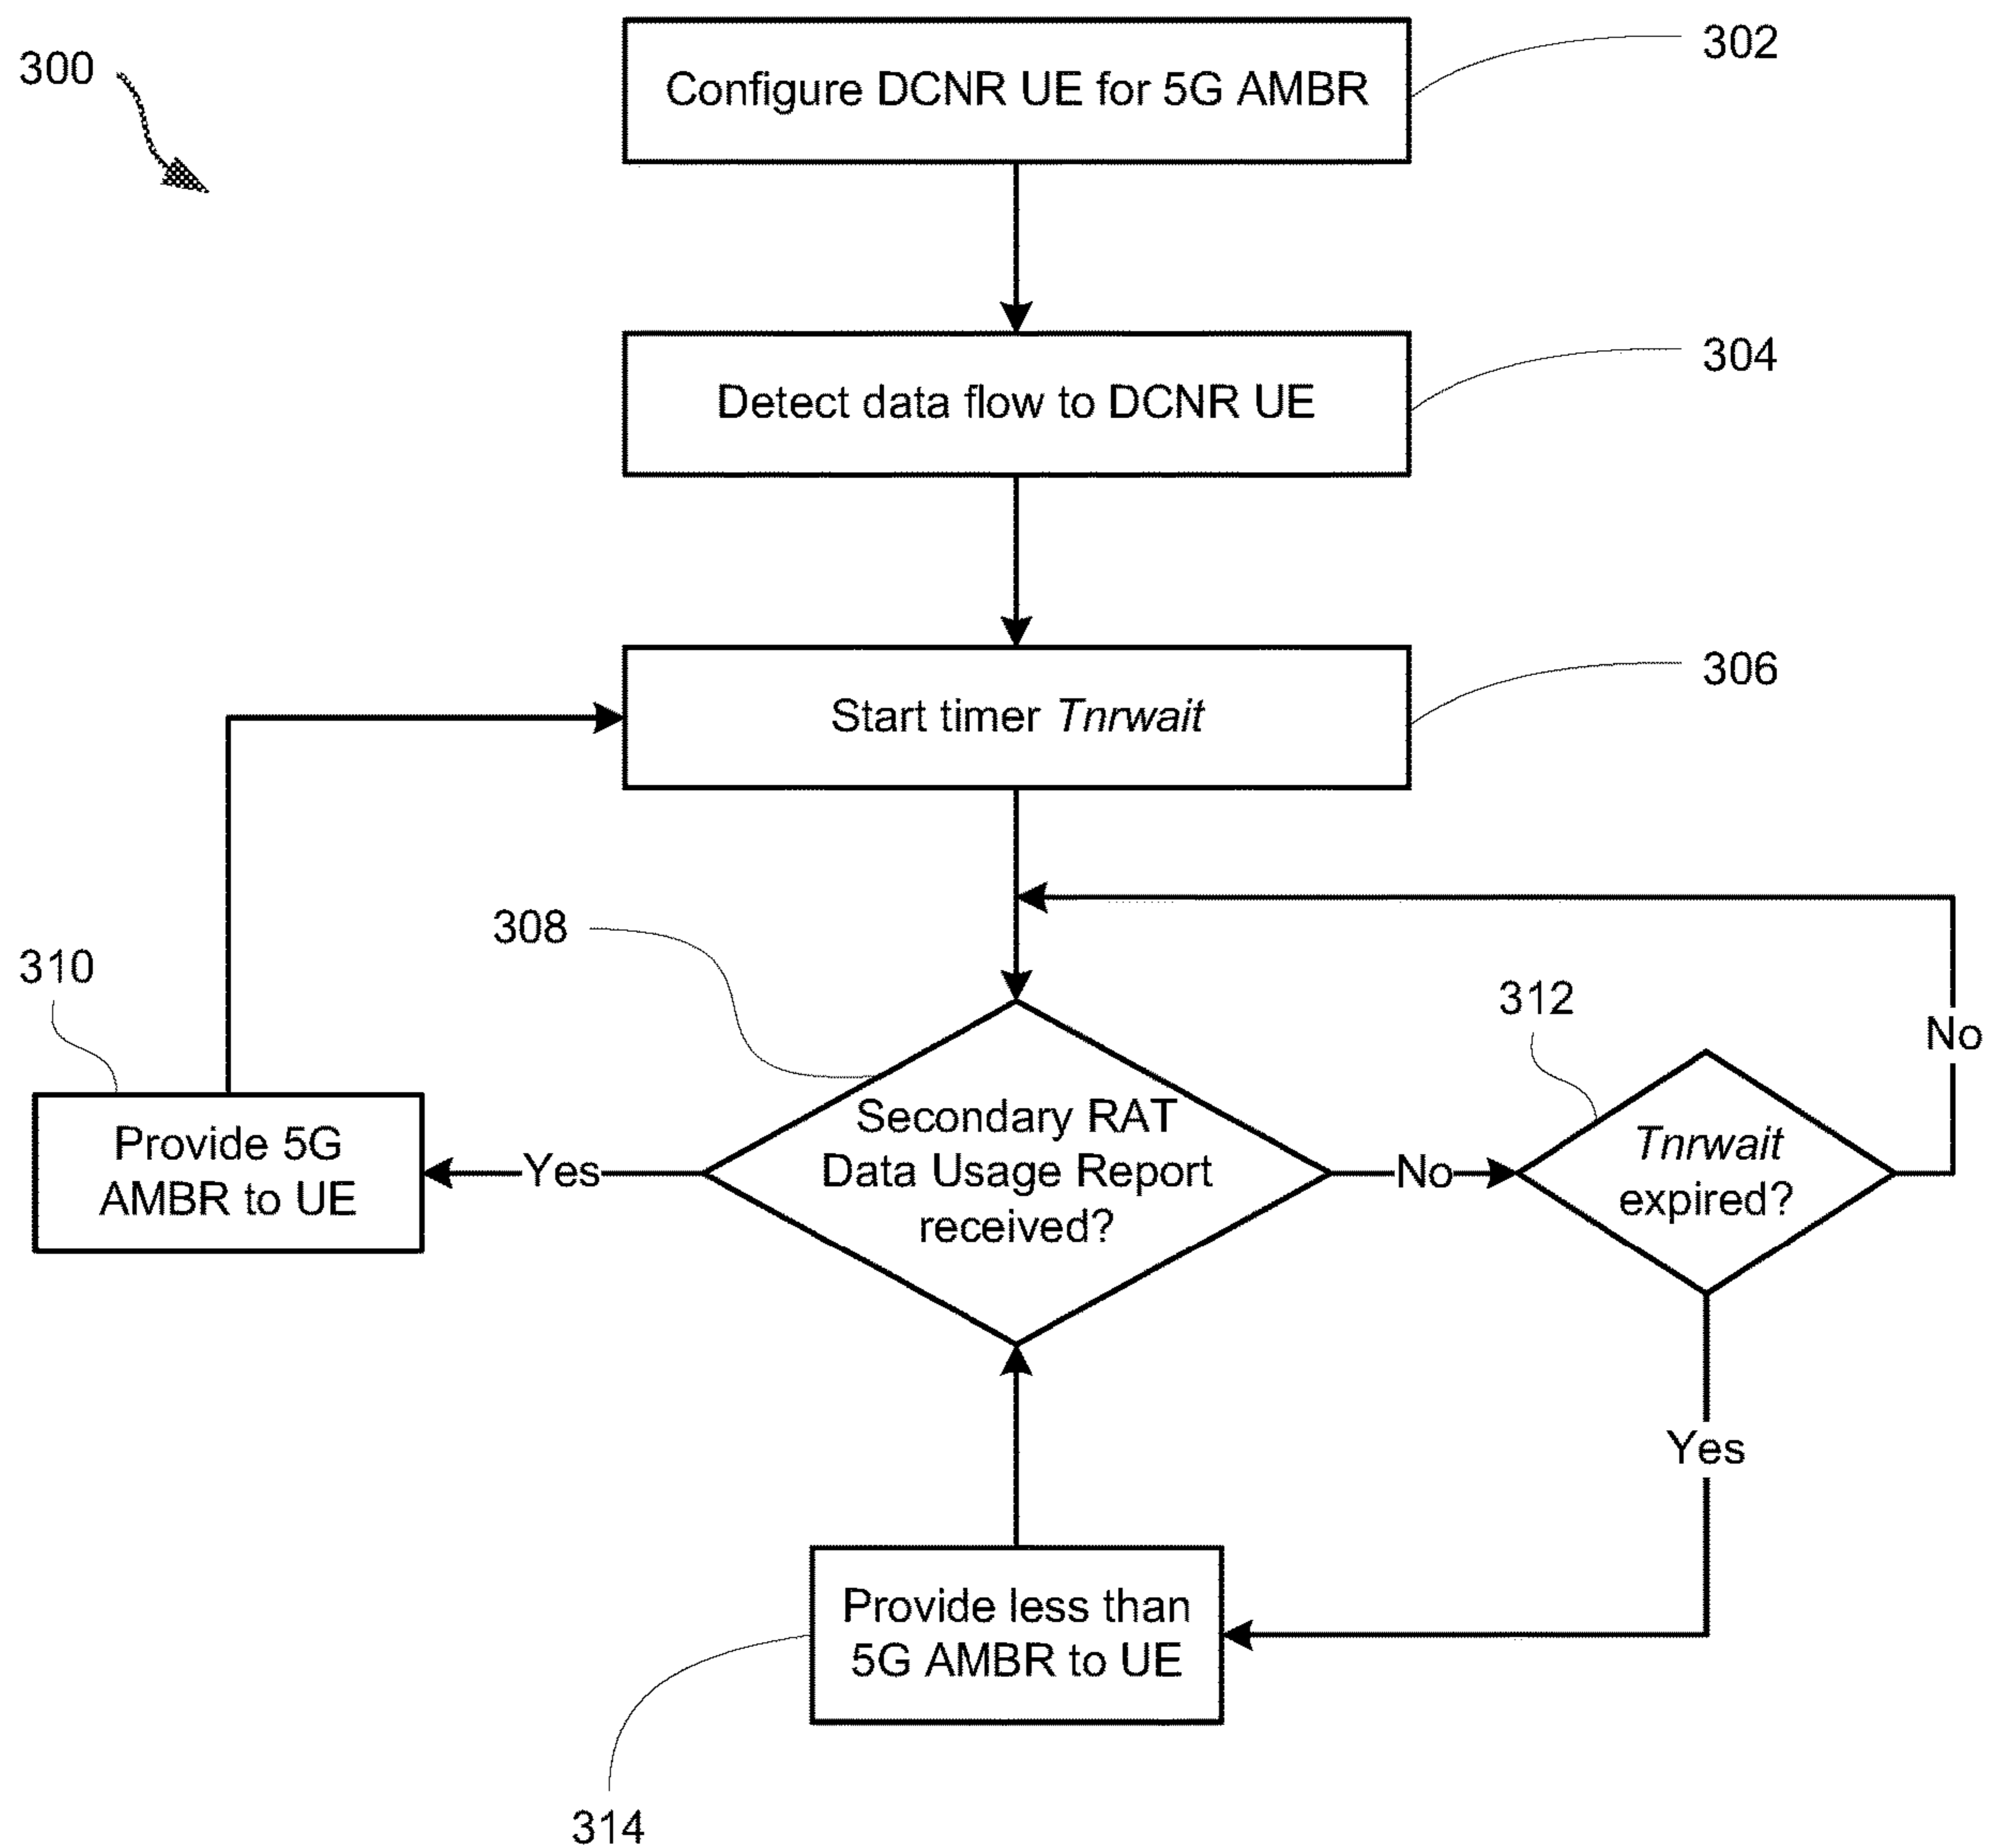 300
302
Configure DCNR UE for 5G AMBR
304
Detect data flow to DCNR UE
306
Start timer Tnrwait
308
310
312
No
Provide 5G
AMBR to UE
Yes
Secondary RAT
Data Usage Report
received?
No
Tnrwait
expired?
Yes
Provide less than
5G AMBR to UE
314